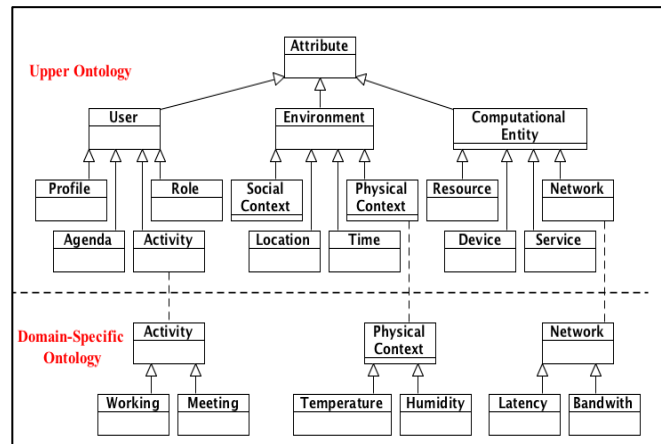 Attribute
Upper Ontology
User
Environment
Computational
Entity
Profile
Role
Social
Context
Physical
Context
Resource
Network
Agenda
Activity
Location
Time
Device
Service
Domain-Specific
Ontology
Activity
Physical
Context
Network
Working
Meeting
Temperature
Humidity
Latency
Bandwith